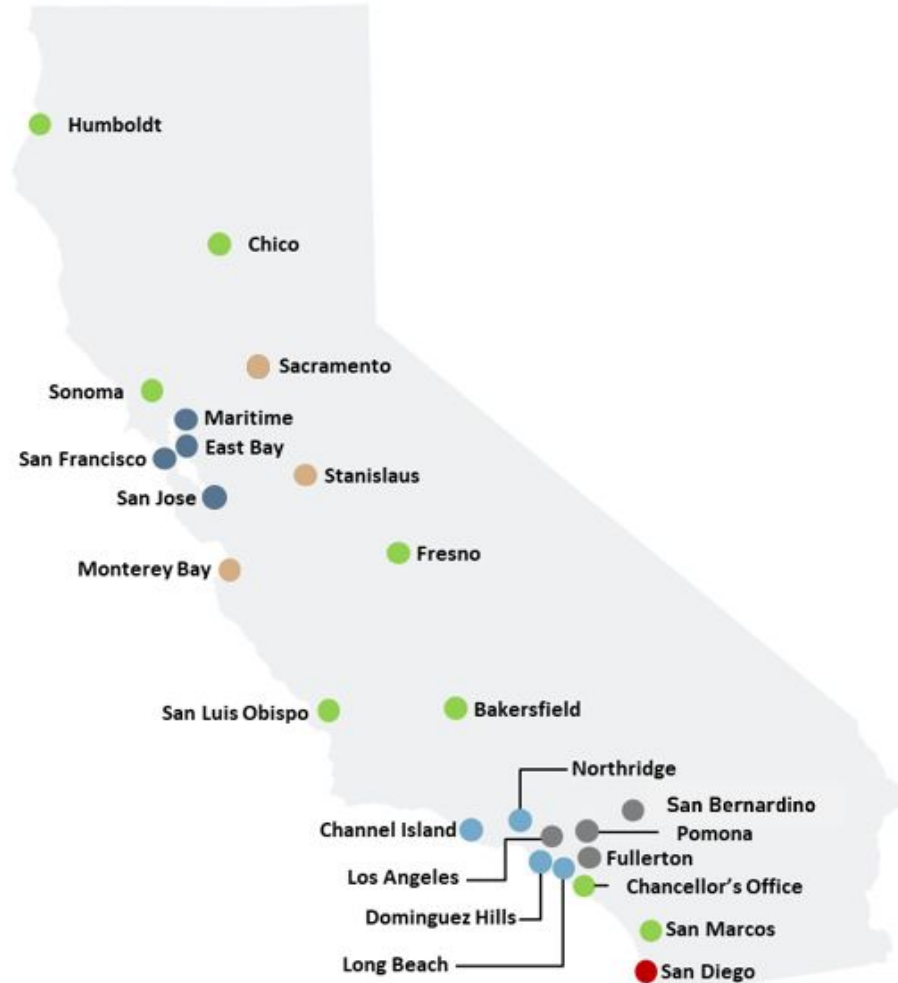 Humboldt
Chico
Sacramento
Sonoma
Maritime
East Bay
San Francisco
Stanislaus
San Jose
Fresno
Monterey Bay
San Luis Obispo
Bakersfield
Northridge
San Bernardino
Channel Island
Pomona
Fullerton
Los Angeles
Chancellor's Office
Dominguez Hills
San Marcos
Long Beach
San Diego